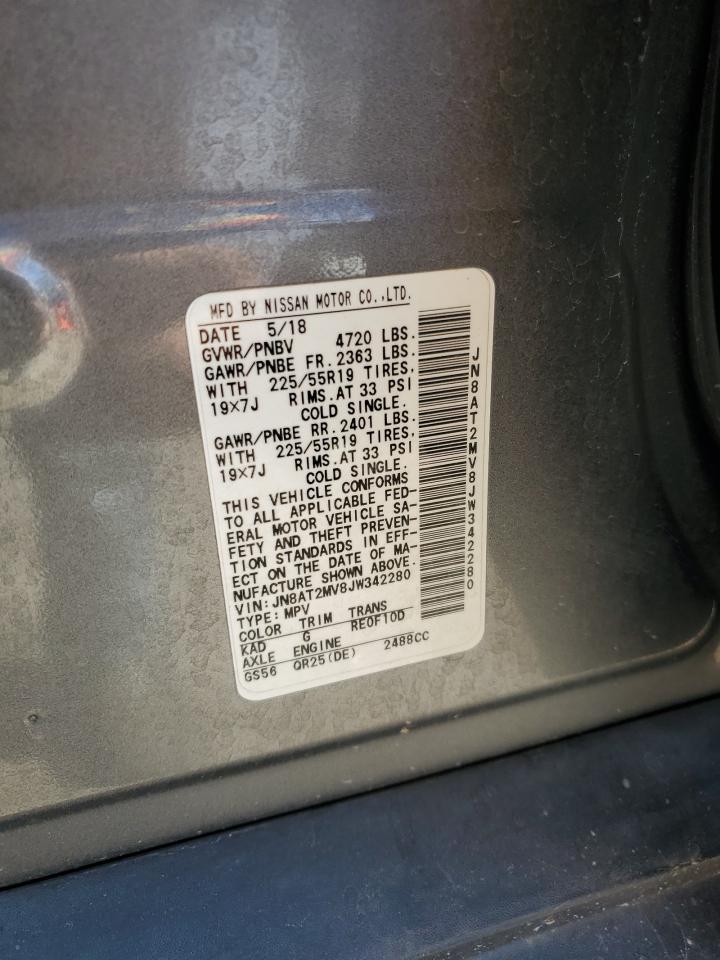 MFD BY NISSAN MOTOR CO.,LTD.
DATE 5/18
GVWR/PNBV 4720 LBS.
GAWR/PNBE FR. 2363 LBS.
WITH 225/55R19 TIRES,
19×7J RIMS.AT 33 PSI
COLD SINGLE.
GAWR/PNBE RR. 2401 LBS.
WITH 225/55R19 TIRES,
19×7J RIMS.AT 33 PSI
COLD SINGLE.
THIS VEHICLE CONFORMS
TO ALL APPLICABLE FED-
ERAL MOTOR VEHICLE SA-
FETY AND THEFT PREVEN-
TION STANDARDS IN EFF-
ECT ON THE DATE OF MA-
NUFACTURE SHOWN ABOVE.
VIN: JN8AT2MV8JW342280
TYPE: MPV
COLOR TRIM TRANS
KAD G RE0F10D
AXLE ENGINE
GS56 QR25(DE) 2488CC
JN8AT2MV8JW342280